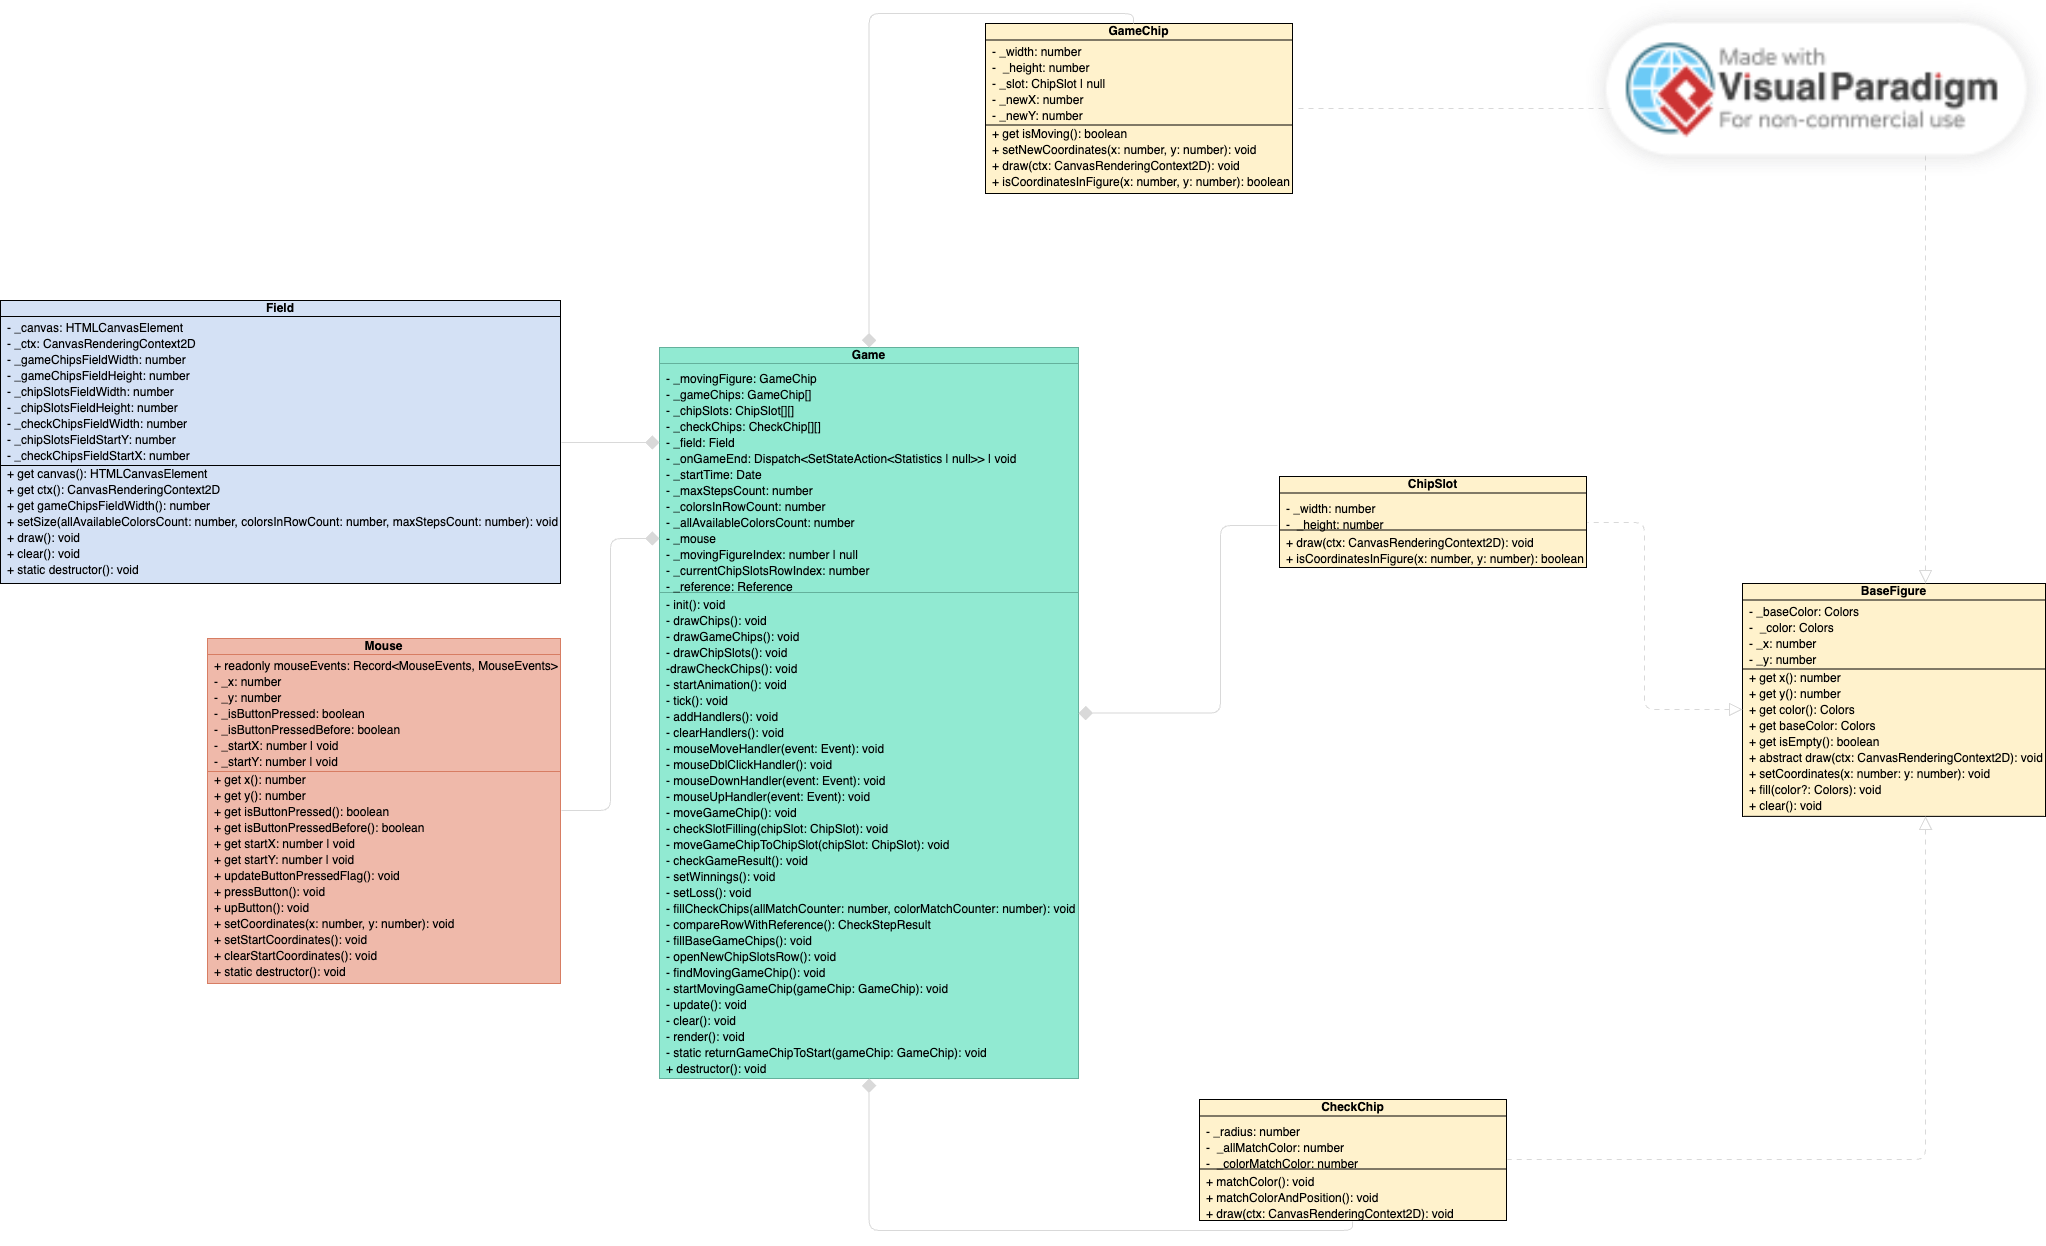 GameChip
- _width: number
- _height: number
- _slot: ChipSlot | null
- _newX: number
- _newY: number
+ get isMoving(): boolean
+ setNewCoordinates(x: number, y: number): void
+ draw(ctx: CanvasRenderingContext2D): void
+ isCoordinatesInFigure(x: number, y: number): boolean
Made with
Visual Paradigm
For non-commercial use
Field
- _canvas: HTMLCanvasElement
- _ctx: CanvasRenderingContext2D
- _gameChipsFieldWidth: number
- _gameChipsFieldHeight: number
- _chipSlotsFieldWidth: number
- _chipSlotsFieldHeight: number
- _checkChipsFieldWidth: number
- _chipSlotsFieldStartY: number
- _checkChipsFieldStartX: number
+ get canvas(): HTMLCanvasElement
+ get ctx(): CanvasRenderingContext2D
+ get gameChipsFieldWidth(): number
+ setSize(allAvailableColorsCount: number, colorsInRowCount: number, maxStepsCount: number): void
+ draw(): void
+ clear(): void
+ static destructor(): void
Game
- _movingFigure: GameChip
- _gameChips: GameChip[]
- _chipSlots: ChipSlot[][]
- _checkChips: CheckChip[][]
- _field: Field
- _onGameEnd: Dispatch<SetStateAction<Statistics | null>> | void
- _startTime: Date
- _maxStepsCount: number
- _colorsInRowCount: number
- _allAvailableColorsCount: number
- _mouse
- _movingFigureIndex: number | null
- _currentChipSlotsRowIndex: number
- _reference: Reference
- init(): void
- drawChips(): void
- drawGameChips(): void
- drawChipSlots(): void
-drawCheckChips(): void
- startAnimation(): void
- tick(): void
- addHandlers(): void
- clearHandlers(): void
- mouseMoveHandler(event: Event): void
- mouseDblClickHandler(): void
- mouseDownHandler(event: Event): void
- mouseUpHandler(event: Event): void
- moveGameChip(): void
- checkSlotFilling(chipSlot: ChipSlot): void
- moveGameChipToChipSlot(chipSlot: ChipSlot): void
- checkGameResult(): void
- setWinnings(): void
- setLoss(): void
- fillCheckChips(allMatchCounter: number, colorMatchCounter: number): void
- compareRowWithReference(): CheckStepResult
- fillBaseGameChips(): void
- openNewChipSlotsRow(): void
- findMovingGameChip(): void
- startMovingGameChip(gameChip: GameChip): void
- update(): void
- clear(): void
- render(): void
- static returnGameChipToStart(gameChip: GameChip): void
+ destructor(): void
ChipSlot
- _width: number
- _height: number
+ draw(ctx: CanvasRenderingContext2D): void
+ isCoordinatesInFigure(x: number, y: number): boolean
BaseFigure
- _baseColor: Colors
- _color: Colors
- _x: number
- _y: number
+ get x(): number
+ get y(): number
+ get color(): Colors
+ get baseColor: Colors
+ get isEmpty(): boolean
+ abstract draw(ctx: CanvasRenderingContext2D): void
+ setCoordinates(x: number: y: number): void
+ fill(color?: Colors): void
+ clear(): void
Mouse
+ readonly mouseEvents: Record<MouseEvents, MouseEvents>
- _x: number
- _y: number
- _isButtonPressed: boolean
- _isButtonPressedBefore: boolean
- _startX: number | void
- _startY: number | void
+ get x(): number
+ get y(): number
+ get isButtonPressed(): boolean
+ get isButtonPressedBefore(): boolean
+ get startX: number | void
+ get startY: number | void
+ updateButtonPressedFlag(): void
+ pressButton(): void
+ upButton(): void
+ setCoordinates(x: number, y: number): void
+ setStartCoordinates(): void
+ clearStartCoordinates(): void
+ static destructor(): void
CheckChip
- _radius: number
- _allMatchColor: number
- _colorMatchColor: number
+ matchColor(): void
+ matchColorAndPosition(): void
+ draw(ctx: CanvasRenderingContext2D): void